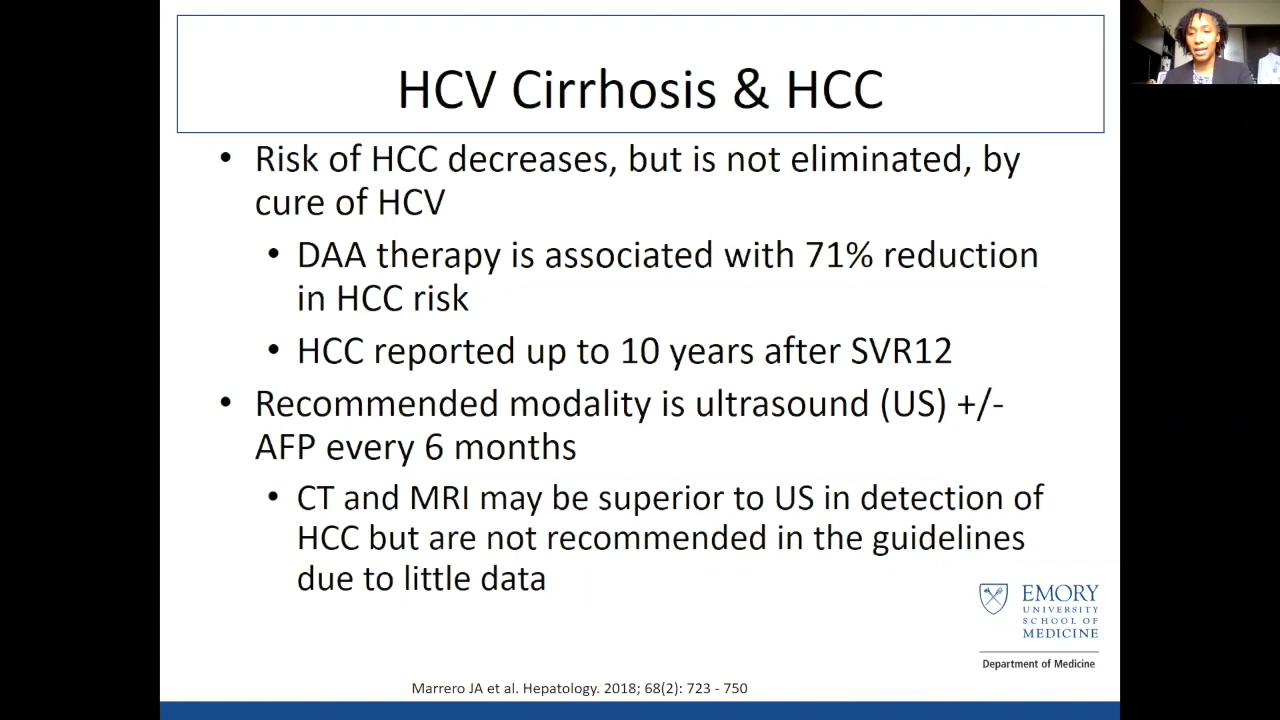 HCV Cirrhosis & HCC
• Risk of HCC decreases, but is not eliminated, by
cure of HCV
• DAA therapy is associated with 71% reduction
in HCC risk
• HCC reported up to 10 years after SVR12
• Recommended modality is ultrasound (US) +/-
AFP every 6 months
• CT and MRI may be superior to US in detection of
HCC but are not recommended in the guidelines
due to little data
EMORY
UNIVERSITY
SCHOOL OF
MEDICINE
Department of Medicine
Marrero JA et al. Hepatology. 2018; 68(2): 723 - 750